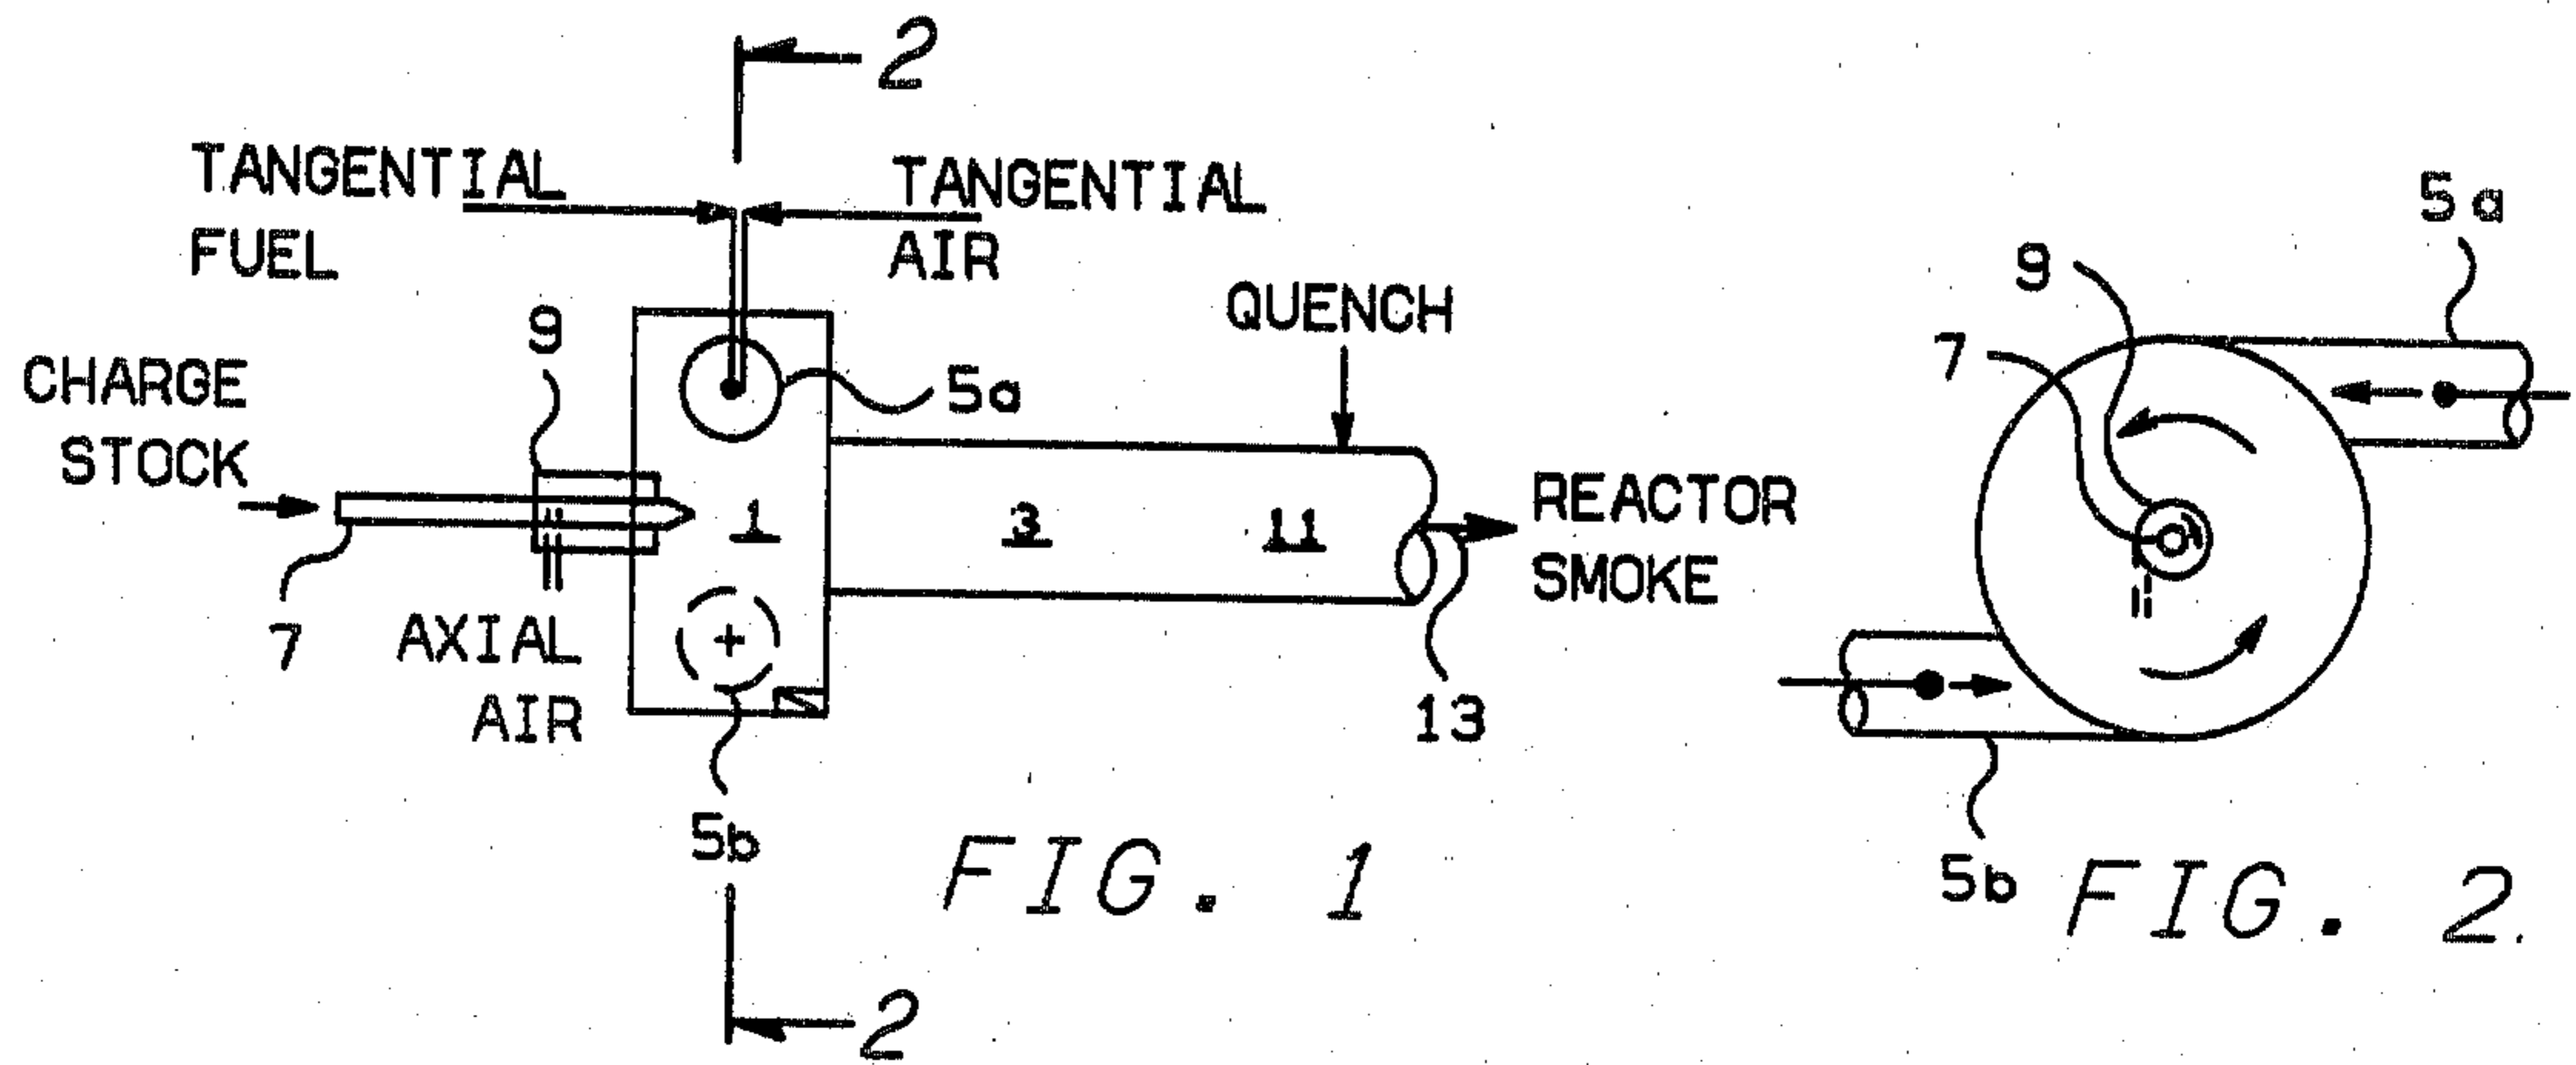 2
TANGENTIAL
FUEL
TANGENTIAL
AIR
QUENCH
9
5a
CHARGE
STOCK
1
3
11
REACTOR
SMOKE
7
AXIAL
AIR
13
5b
FIG. 1
2
5a
9
7
5b
FIG. 2.